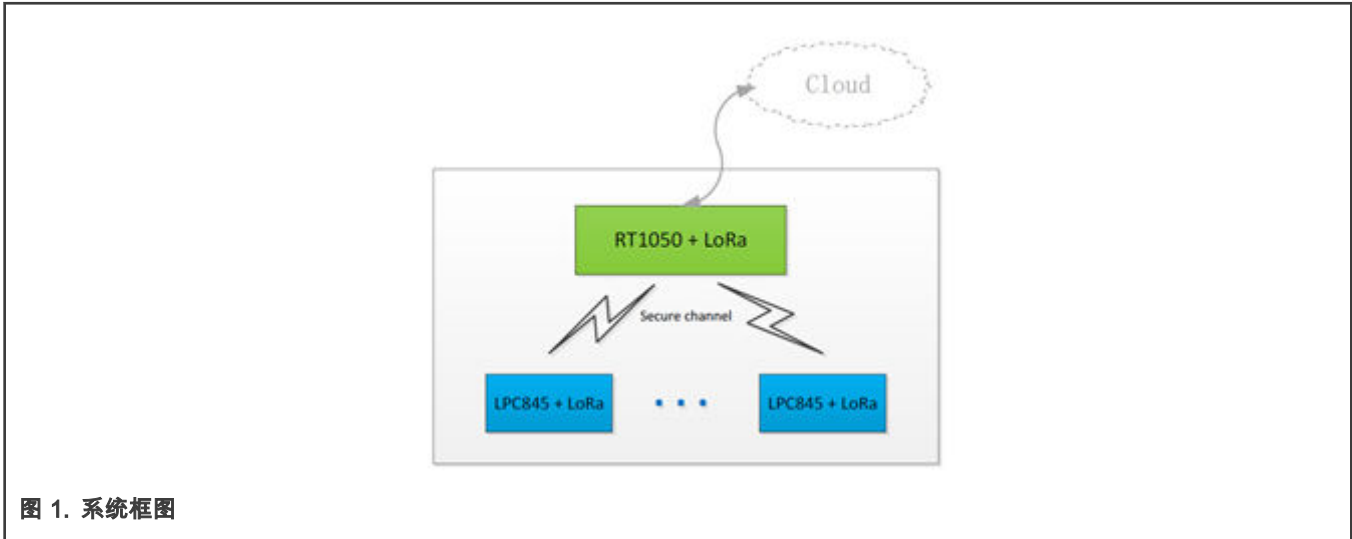 Cloud
RT1050 + LoRa
Secure channel
LPC845 + LoRa
LPC845 + LoRa
图 1. 系统框图